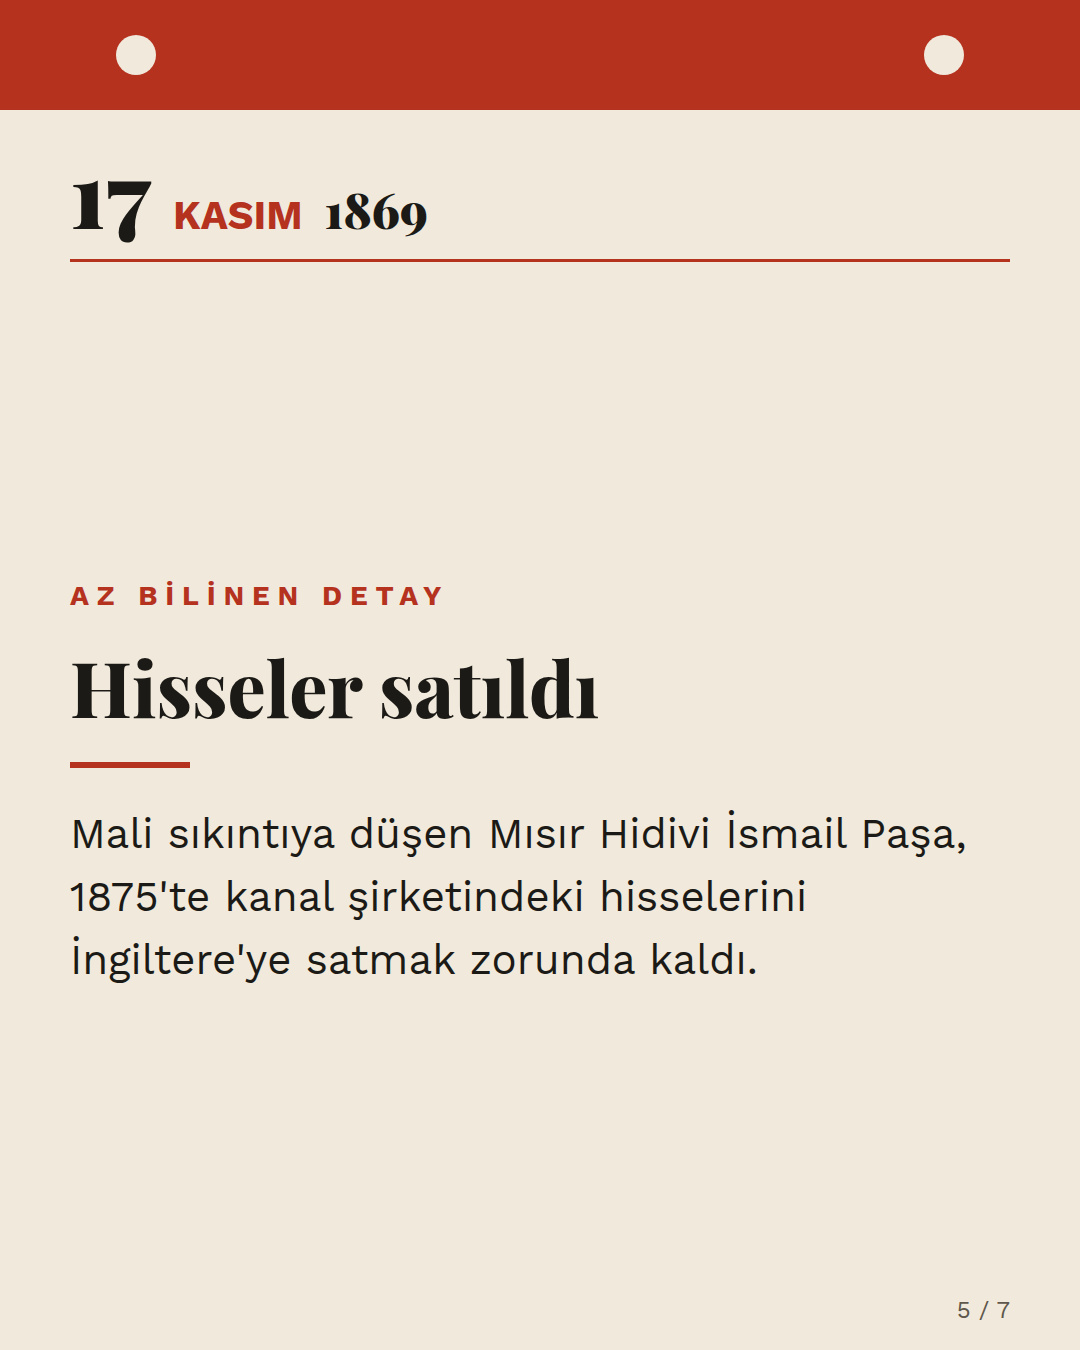 17 KASIM 1869
AZ BİLİNEN DETAY
Hisseler satıldı
Mali sıkıntıya düşen Mısır Hidivi İsmail Paşa,
1875'te kanal şirketindeki hisselerini
İngiltere'ye satmak zorunda kaldı.
5 / 7